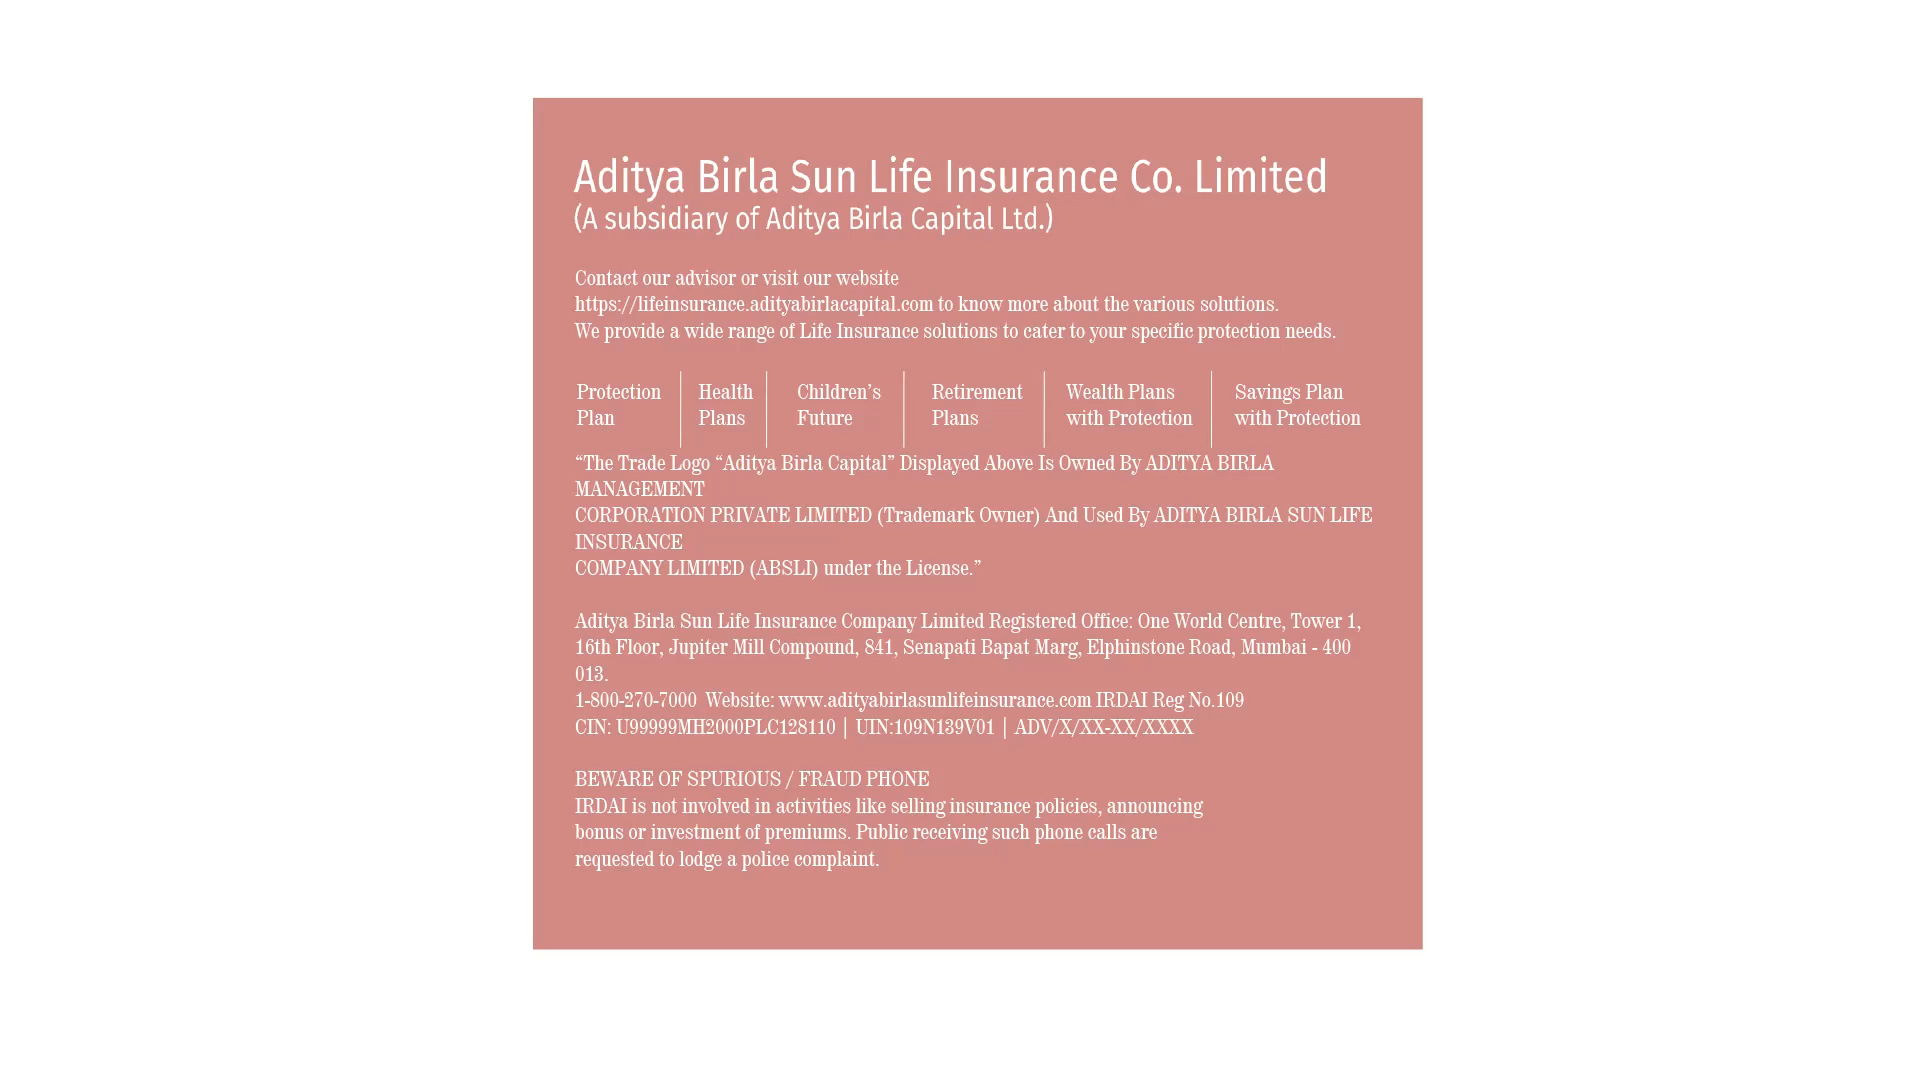 Aditya Birla Sun Life Insurance Co. Limited
(A subsidiary of Aditya Birla Capital Ltd.)
Contact our advisor or visit our website
https://lifeinsurance.adityabirlacapital.com to know more about the various solutions.
We provide a wide range of Life Insurance solutions to cater to your specific protection needs.
Protection Plan
Health Plans
Children’s Future
Retirement Plans
Wealth Plans with Protection
Savings Plan with Protection
“The Trade Logo “Aditya Birla Capital” Displayed Above Is Owned By ADITYA BIRLA
MANAGEMENT
CORPORATION PRIVATE LIMITED (Trademark Owner) And Used By ADITYA BIRLA SUN LIFE
INSURANCE
COMPANY LIMITED (ABSLI) under the License.”
Aditya Birla Sun Life Insurance Company Limited Registered Office: One World Centre, Tower 1,
16th Floor, Jupiter Mill Compound, 841, Senapati Bapat Marg, Elphinstone Road, Mumbai - 400
013.
1-800-270-7000 Website: www.adityabirlasunlifeinsurance.com IRDAI Reg No.109
CIN: U99999MH2000PLC128110 | UIN:109N139V01 | ADV/X/XX-XX/XXXX
BEWARE OF SPURIOUS / FRAUD PHONE
IRDAI is not involved in activities like selling insurance policies, announcing
bonus or investment of premiums. Public receiving such phone calls are
requested to lodge a police complaint.